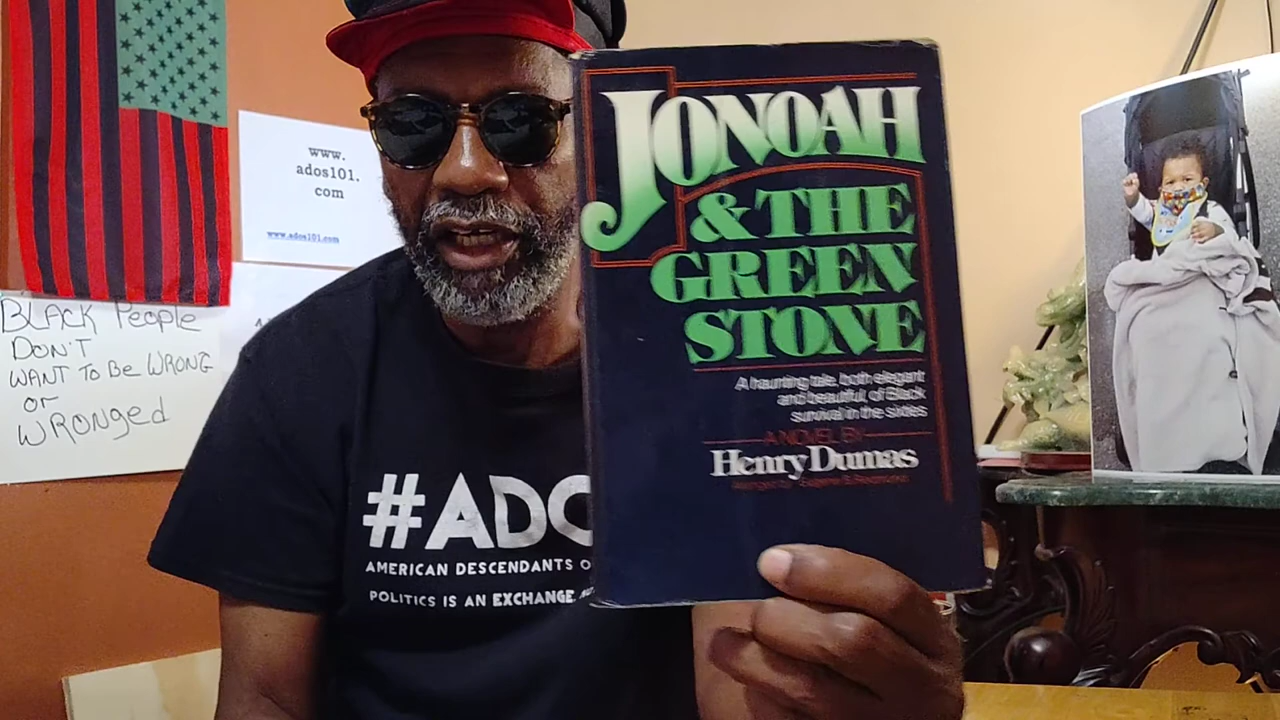 www.
ados101.
com
www.ados101.com
BLACK People
DON'T
WANT TO Be WRONG
or
WRONGed
#ADO
AMERICAN DESCENDANTS O
POLITICS IS AN EXCHANGE
JONOAH
& THE
GREEN
STONE
A haunting tale, both elegant
and beautiful, of Black
survival in the sixties
A NOVEL BY
Henry Dumas